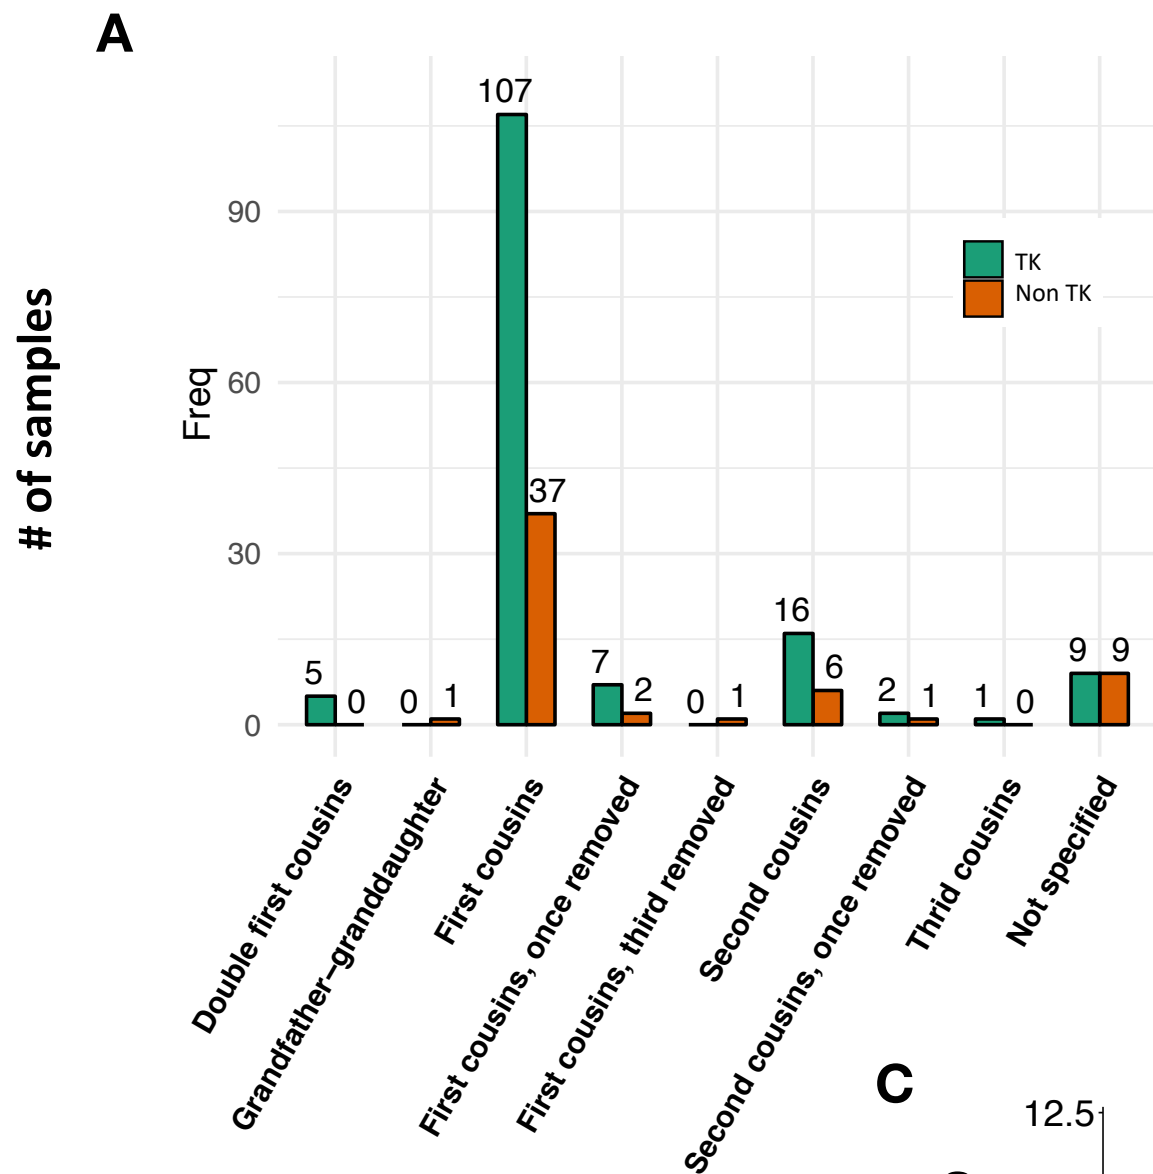 A
# of samples
Freq
90
60
30
0
107
37
5
0
0
1
7
2
0
1
16
6
2
1
1
0
9
9
TK
Non TK
Double first cousins
Grandfather–granddaughter
First cousins
First cousins, once removed
First cousins, third removed
Second cousins
Second cousins, once removed
Thrid cousins
Not specified
C
12.5